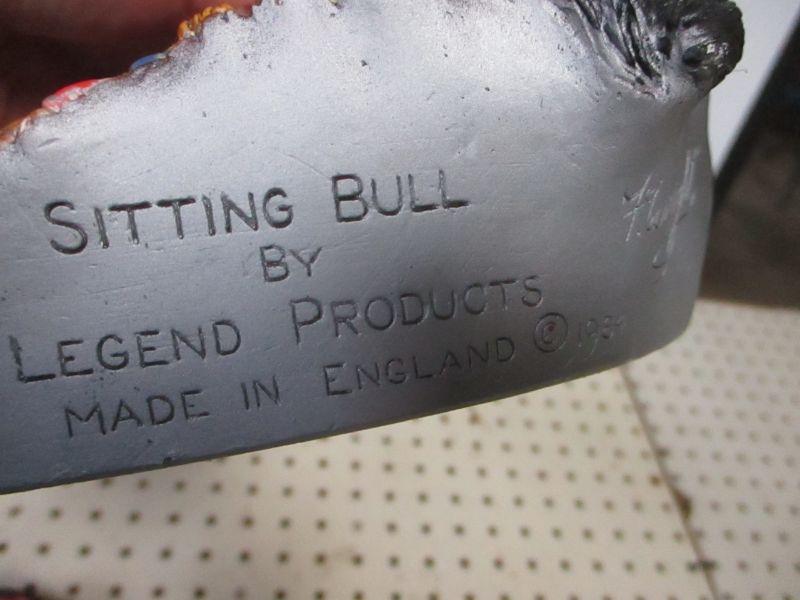 SITTING BULL
BY
LEGEND PRODUCTS
MADE IN ENGLAND ©